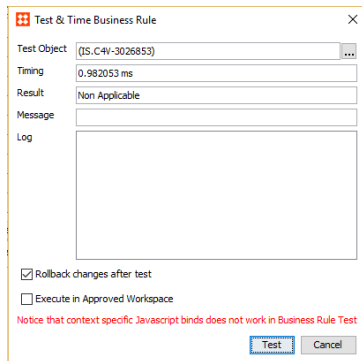 Test & Time Business Rule
Test Object (IS.C4V-3026853) ...
Timing 0.982053 ms
Result Non Applicable
Message
Log
Rollback changes after test
Execute in Approved Workspace
Notice that context specific Javascript binds does not work in Business Rule Test
Test Cancel